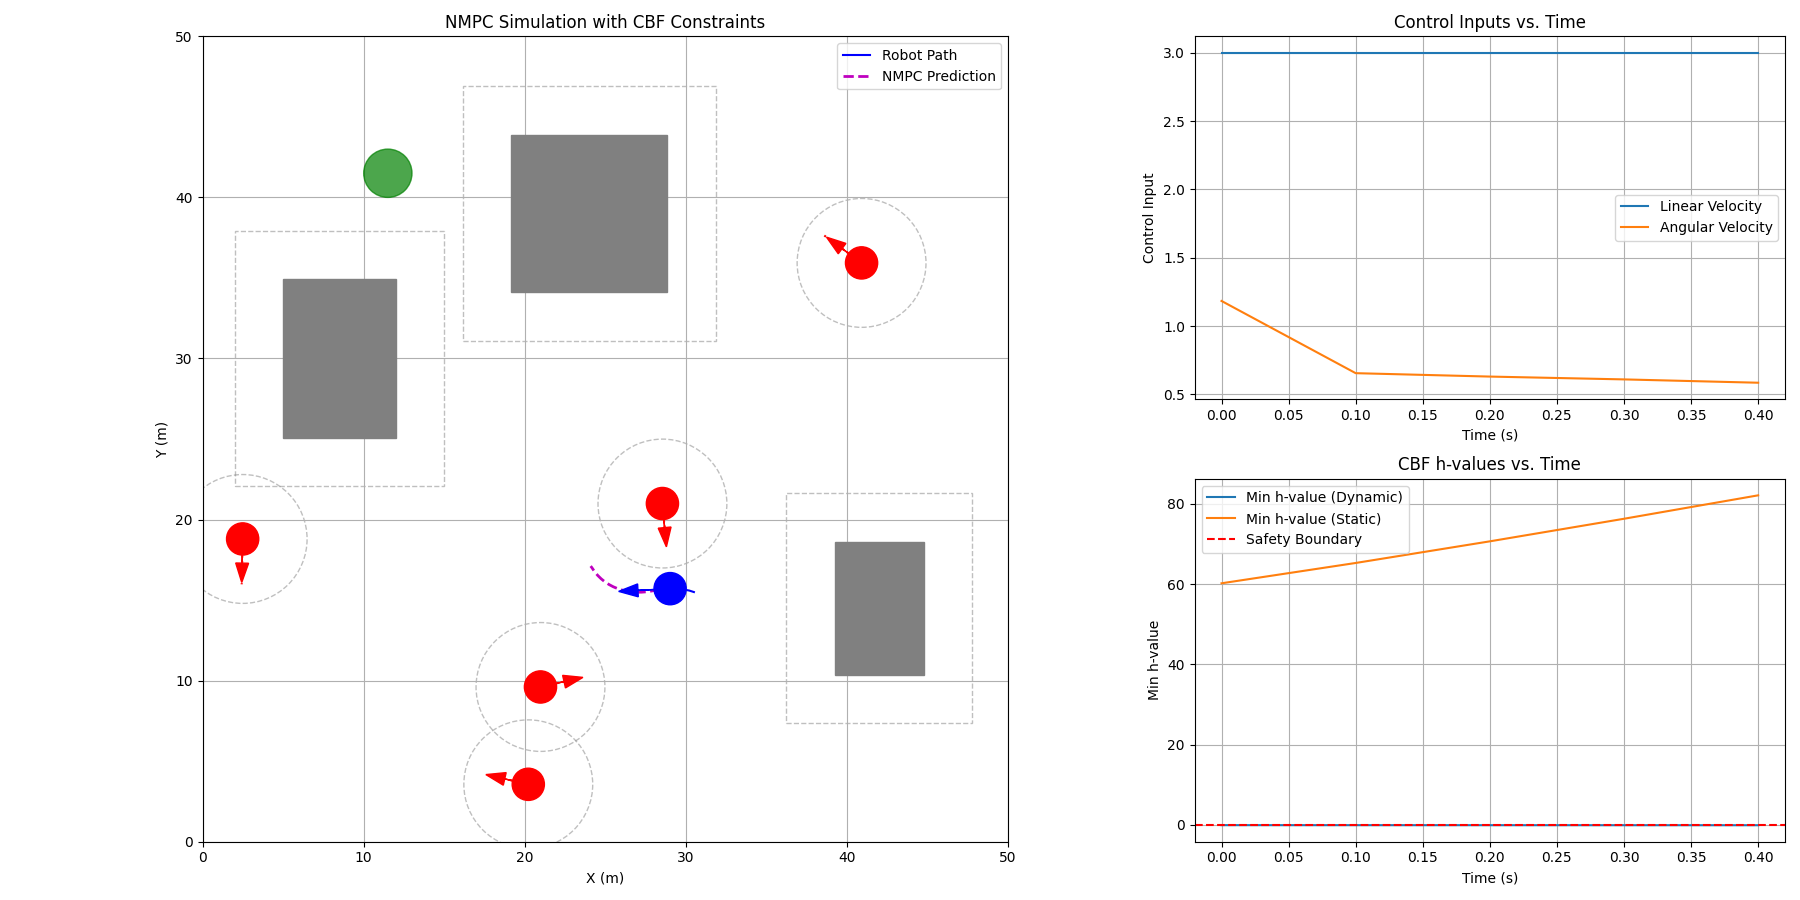 NMPC Simulation with CBF Constraints
50
40
30
20
10
0
Y (m)
0 10 20 30 40 50
X (m)
Robot Path
NMPC Prediction
Control Inputs vs. Time
3.0
2.5
2.0
1.5
1.0
0.5
Control Input
Linear Velocity
Angular Velocity
0.00 0.05 0.10 0.15 0.20 0.25 0.30 0.35 0.40
Time (s)
CBF h-values vs. Time
80
60
40
20
0
Min h-value
Min h-value (Dynamic)
Min h-value (Static)
Safety Boundary
0.00 0.05 0.10 0.15 0.20 0.25 0.30 0.35 0.40
Time (s)